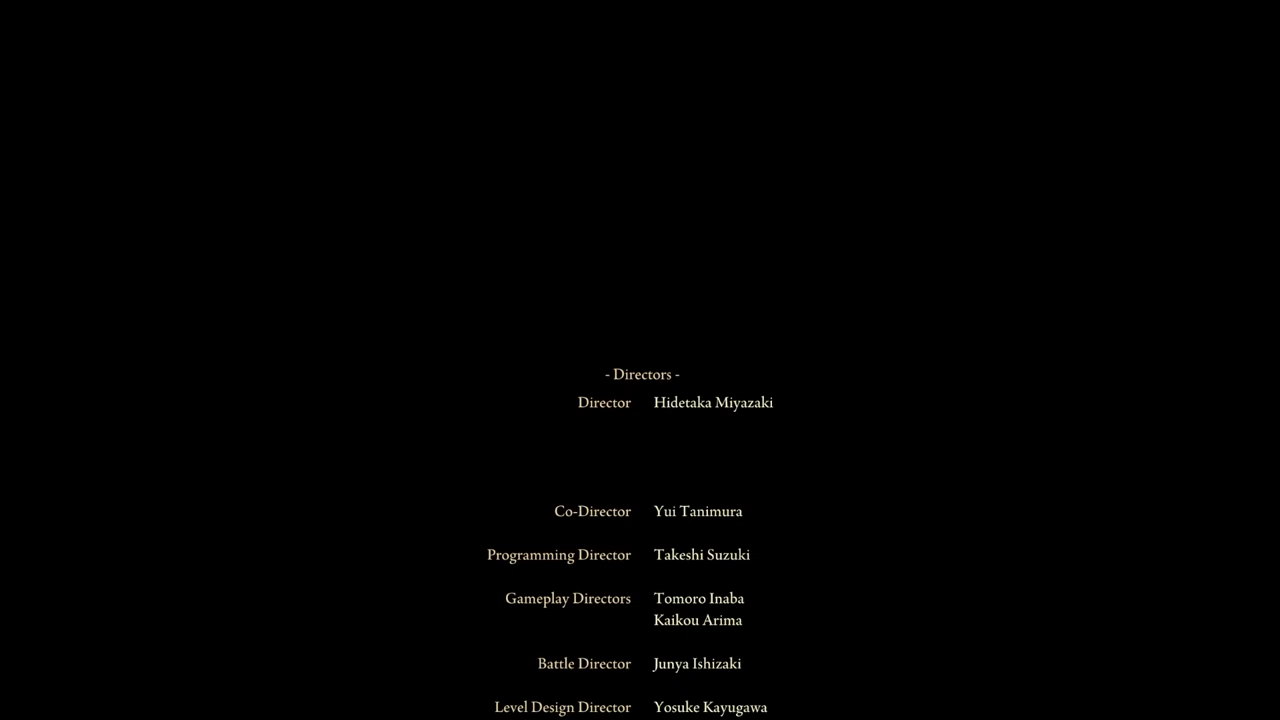 - Directors -
Director Hidetaka Miyazaki
Co-Director Yui Tanimura
Programming Director Takeshi Suzuki
Gameplay Directors Tomoro Inaba
Kaikou Arima
Battle Director Junya Ishizaki
Level Design Director Yosuke Kayugawa